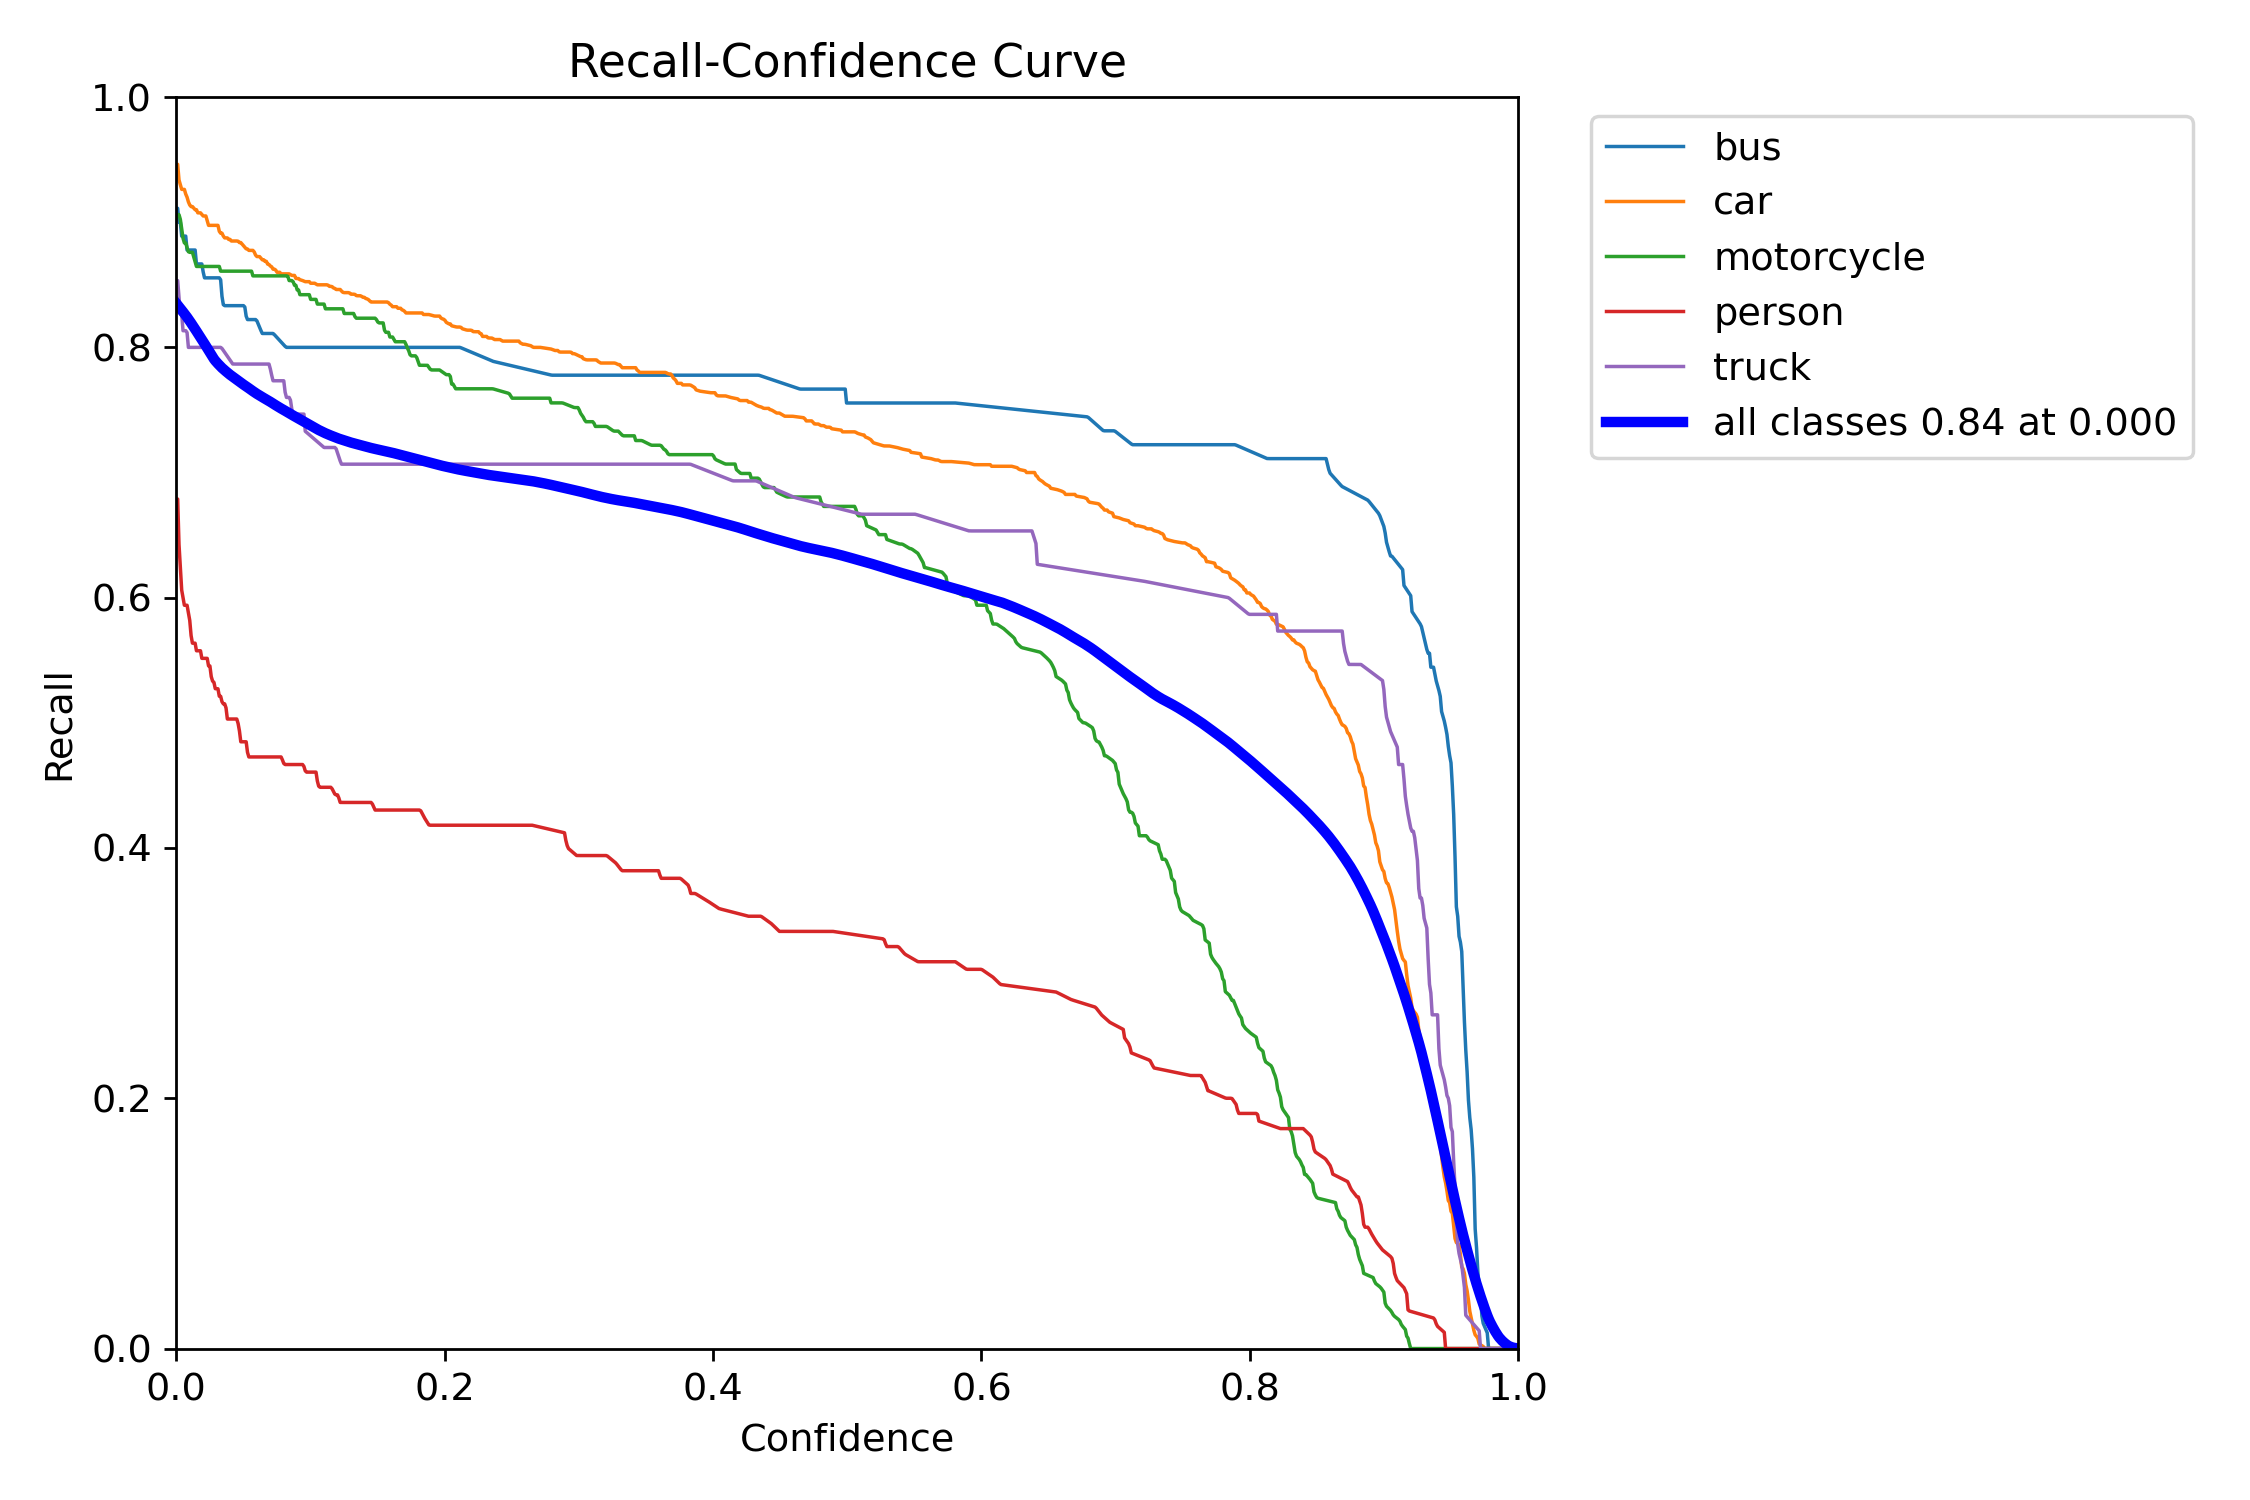 Recall-Confidence Curve
1.0
0.8
0.6
0.4
0.2
0.0
Recall
0.0 0.2 0.4 0.6 0.8 1.0
Confidence
bus
car
motorcycle
person
truck
all classes 0.84 at 0.000